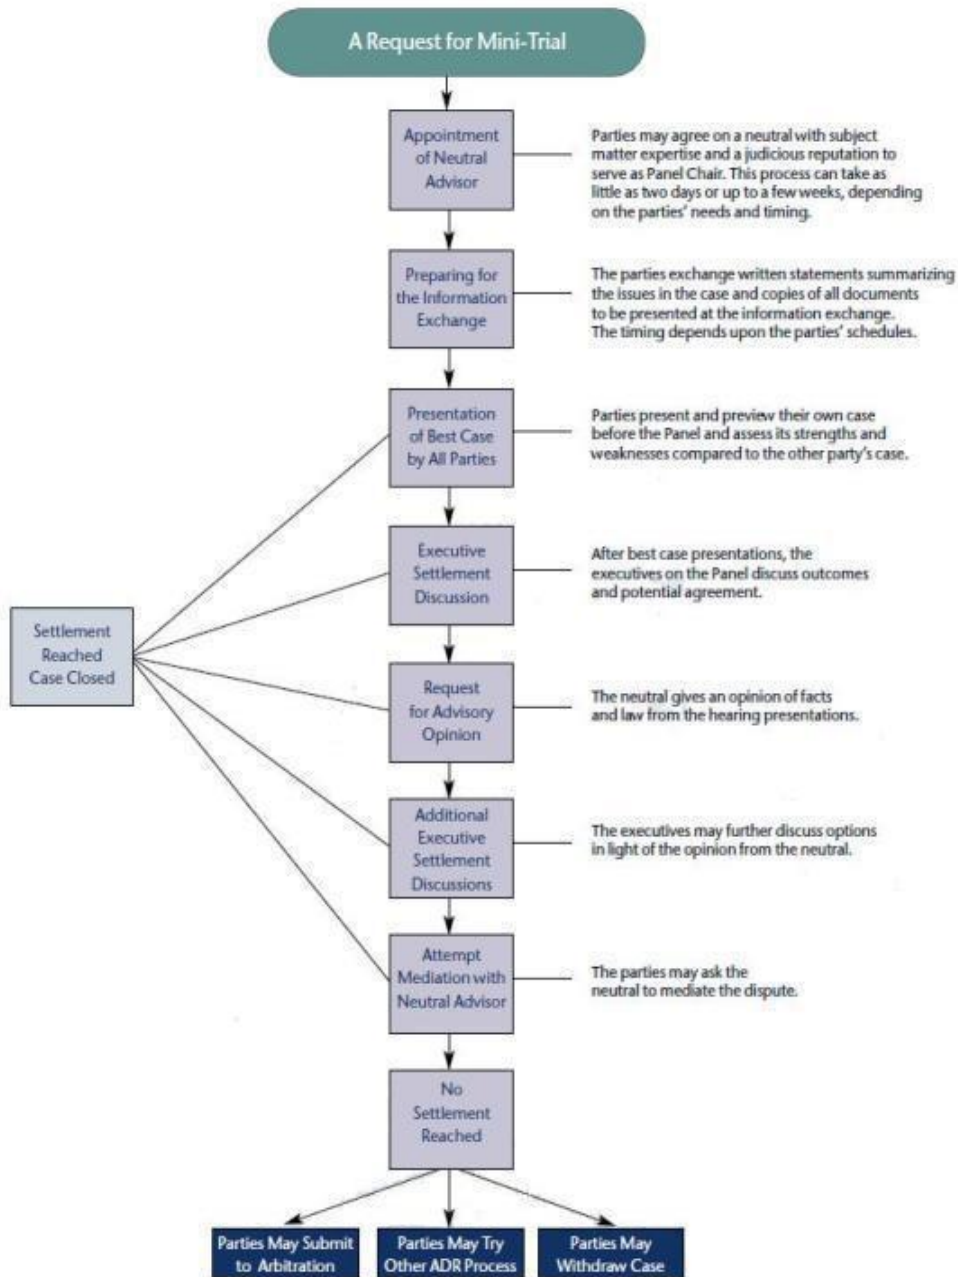 A Request for Mini-Trial
Appointment
of Neutral
Advisor
Parties may agree on a neutral with subject
matter expertise and a judicious reputation to
serve as Panel Chair. This process can take as
little as two days or up to a few weeks, depending
on the parties' needs and timing.
Preparing for
the Information
Exchange
The parties exchange written statements summarizing
the issues in the case and copies of all documents
to be presented at the information exchange.
The timing depends upon the parties' schedules.
Presentation
of Best Case
by All Parties
Parties present and preview their own case
before the Panel and assess its strengths and
weaknesses compared to the other party's case.
Executive
Settlement
Discussion
After best case presentations, the
executives on the Panel discuss outcomes
and potential agreement.
Settlement
Reached
Case Closed
Request
for Advisory
Opinion
The neutral gives an opinion of facts
and law from the hearing presentations.
Additional
Executive
Settlement
Discussions
The executives may further discuss options
in light of the opinion from the neutral.
Attempt
Mediation with
Neutral Advisor
The parties may ask the
neutral to mediate the dispute.
No
Settlement
Reached
Parties May Submit
to Arbitration
Parties May Try
Other ADR Process
Parties May
Withdraw Case